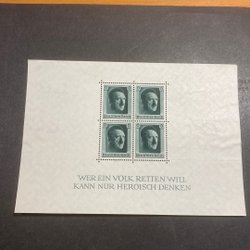 WER EIN VOLK RETTEN WILL
KANN NUR HEROISCH DENKEN